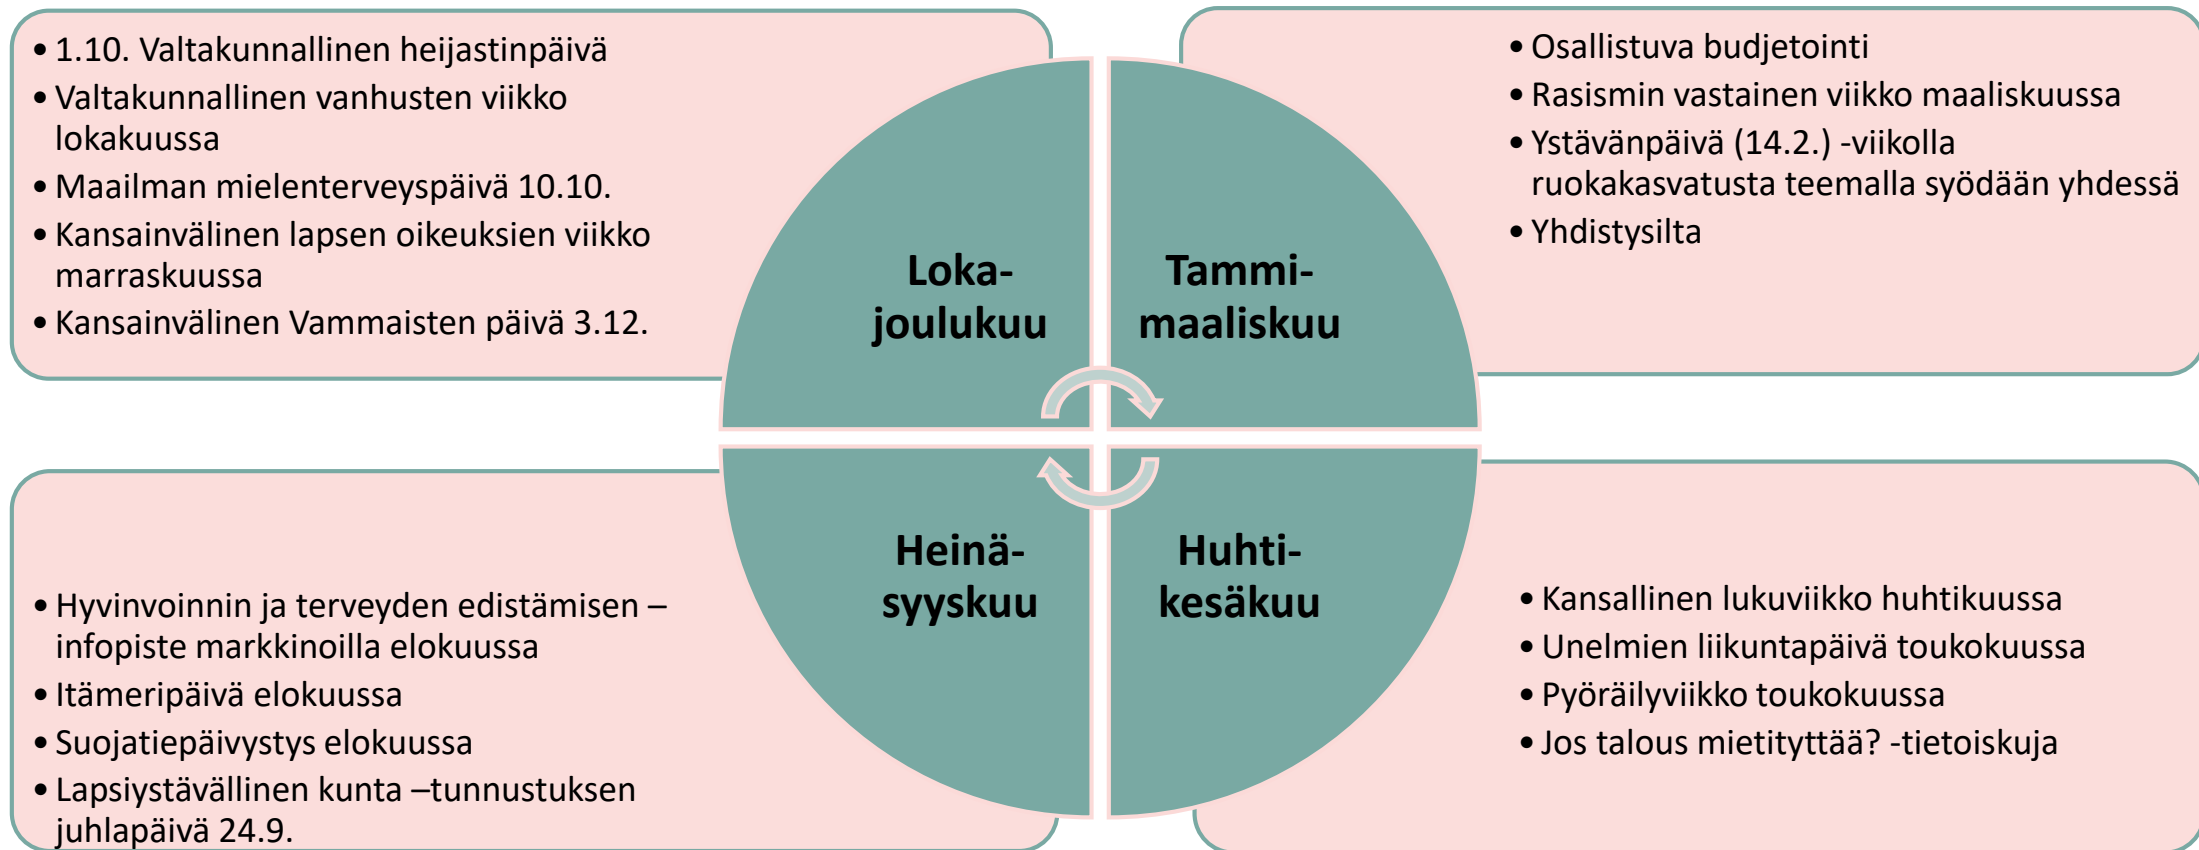 • 1.10. Valtakunnallinen heijastinpäivä
• Valtakunnallinen vanhusten viikko
lokakuussa
• Maailman mielenterveyspäivä 10.10.
• Kansainvälinen lapsen oikeuksien viikko
marraskuussa
• Kansainvälinen Vammaisten päivä 3.12.
Loka-
joulukuu
Tammi-
maaliskuu
• Osallistuva budjetointi
• Rasismin vastainen viikko maaliskuussa
• Ystävänpäivä (14.2.) -viikolla
ruokakasvatusta teemalla syödään yhdessä
• Yhdistysilta
• Hyvinvoinnin ja terveyden edistämisen –
infopiste markkinoilla elokuussa
• Itämeripäivä elokuussa
• Suojatiepäivystys elokuussa
• Lapsiystävällinen kunta –tunnustuksen
juhlapäivä 24.9.
Heinä-
syyskuu
Huhti-
kesäkuu
• Kansallinen lukuviikko huhtikuussa
• Unelmien liikuntapäivä toukokuussa
• Pyöräilyviikko toukokuussa
• Jos talous mietityttää? -tietoiskuja